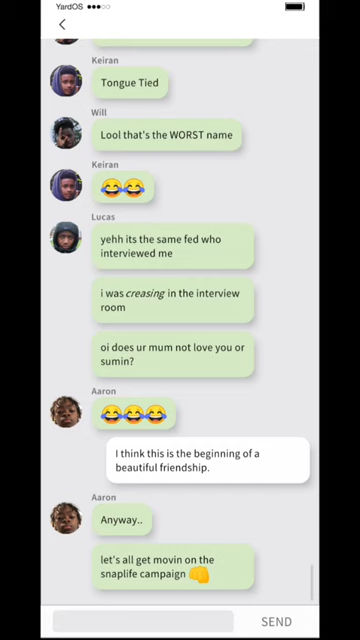 YardOS
Keiran
Tongue Tied
Will
Lool that's the WORST name
Keiran
😂😂
Lucas
yehh its the same fed who
interviewed me
i was creasing in the interview
room
oi does ur mum not love you or
sumin?
Aaron
😂😂😂
I think this is the beginning of a
beautiful friendship.
Aaron
Anyway..
let's all get movin on the
snaplife campaign 👊
SEND